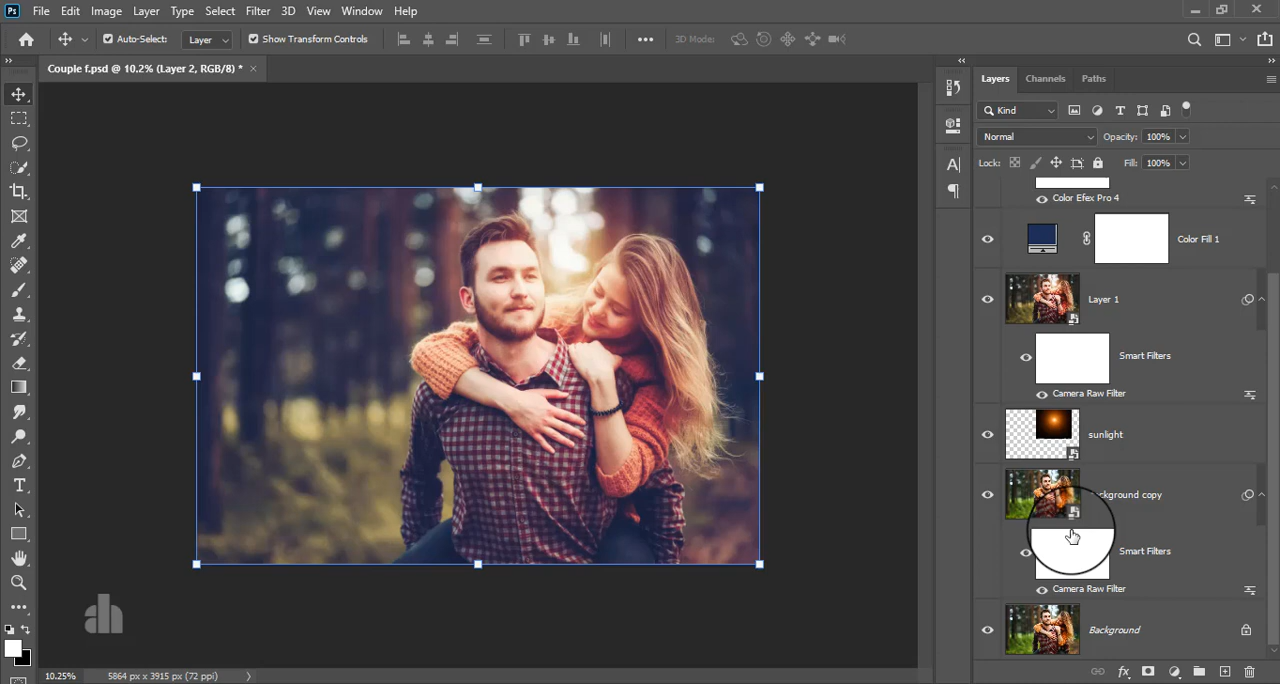 Ps File Edit Image Layer Type Select Filter 3D View Window Help
Auto-Select: Layer Show Transform Controls 3D Mode:
Couple f.psd @ 10.2% (Layer 2, RGB/8) * ×
Layers Channels Paths
Kind
Normal Opacity: 100%
Lock: Fill: 100%
Color Efex Pro 4
Color Fill 1
Layer 1
Smart Filters
Camera Raw Filter
sunlight
ckground copy
Smart Filters
Camera Raw Filter
Background
ah
10.25% 5864 px x 3915 px (72 ppi)